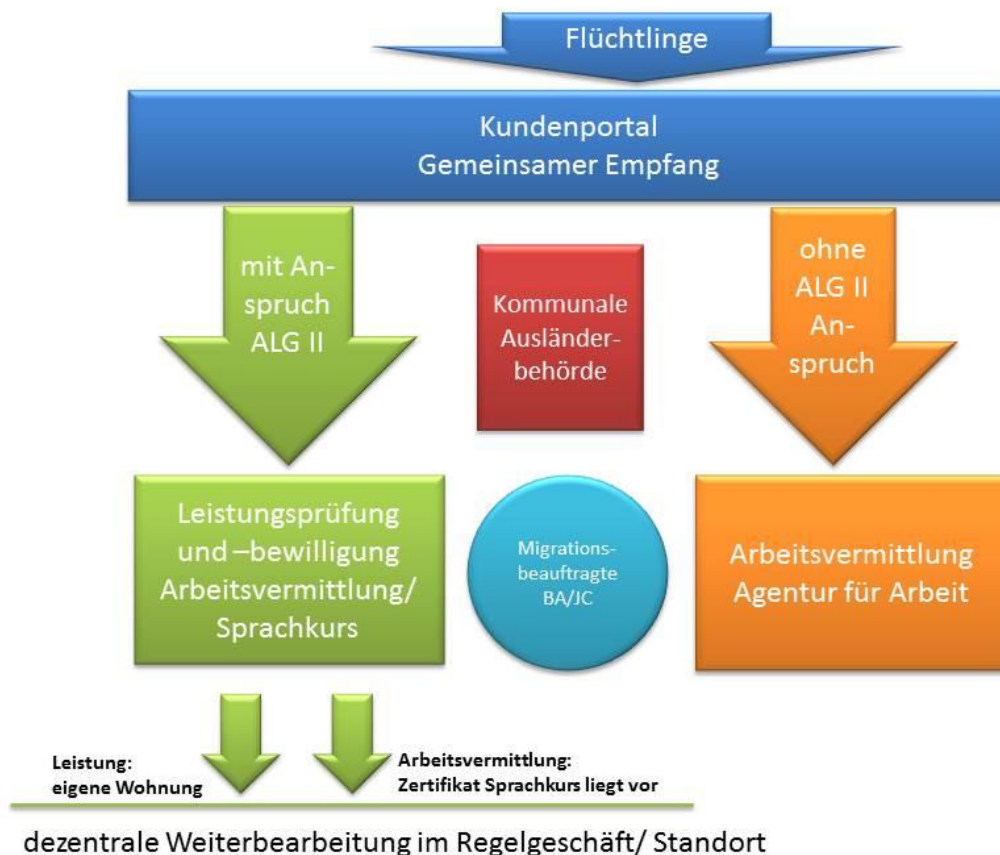 Flüchtlinge
Kundenportal
Gemeinsamer Empfang
mit An-
spruch
ALG II
Kommunale
Ausländer-
behörde
ohne
ALG II
An-
spruch
Leistungsprüfung
und –bewilligung
Arbeitsvermittlung/
Sprachkurs
Migrations-
beauftragte
BA/JC
Arbeitsvermittlung
Agentur für Arbeit
Leistung:
eigene Wohnung
Arbeitsvermittlung:
Zertifikat Sprachkurs liegt vor
dezentrale Weiterbearbeitung im Regelgeschäft/ Standort